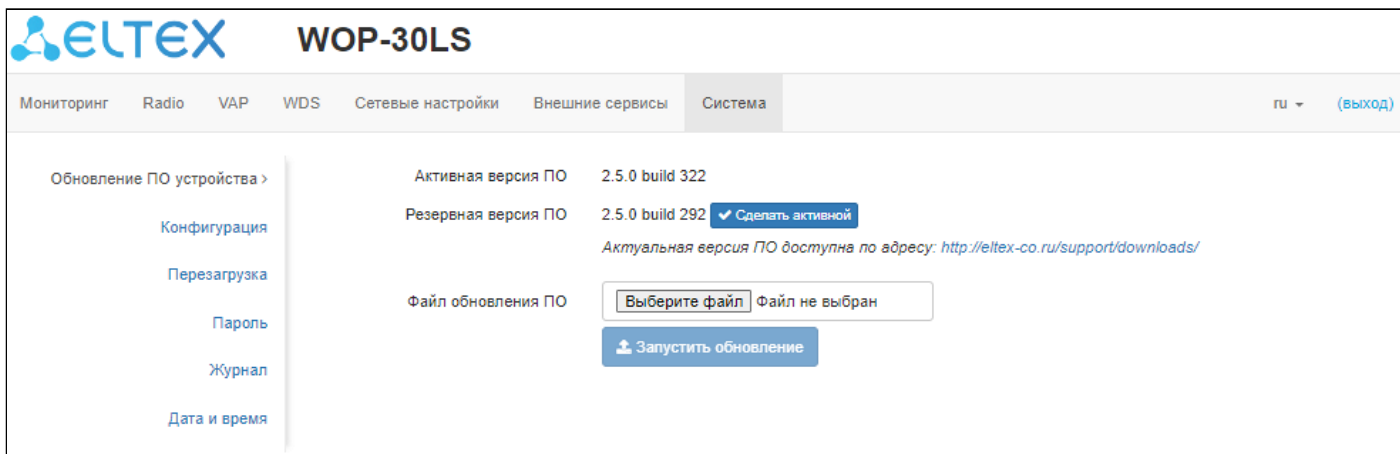 ELTEX WOP-30LS
Мониторинг Radio VAP WDS Сетевые настройки Внешние сервисы Система ru (выход)
Обновление ПО устройства > Активная версия ПО 2.5.0 build 322
Конфигурация Резервная версия ПО 2.5.0 build 292 Сделать активной
Актуальная версия ПО доступна по адресу: http://eltex-co.ru/support/downloads/
Перезагрузка
Файл обновления ПО Выберите файл Файл не выбран
Пароль
Запустить обновление
Журнал
Дата и время